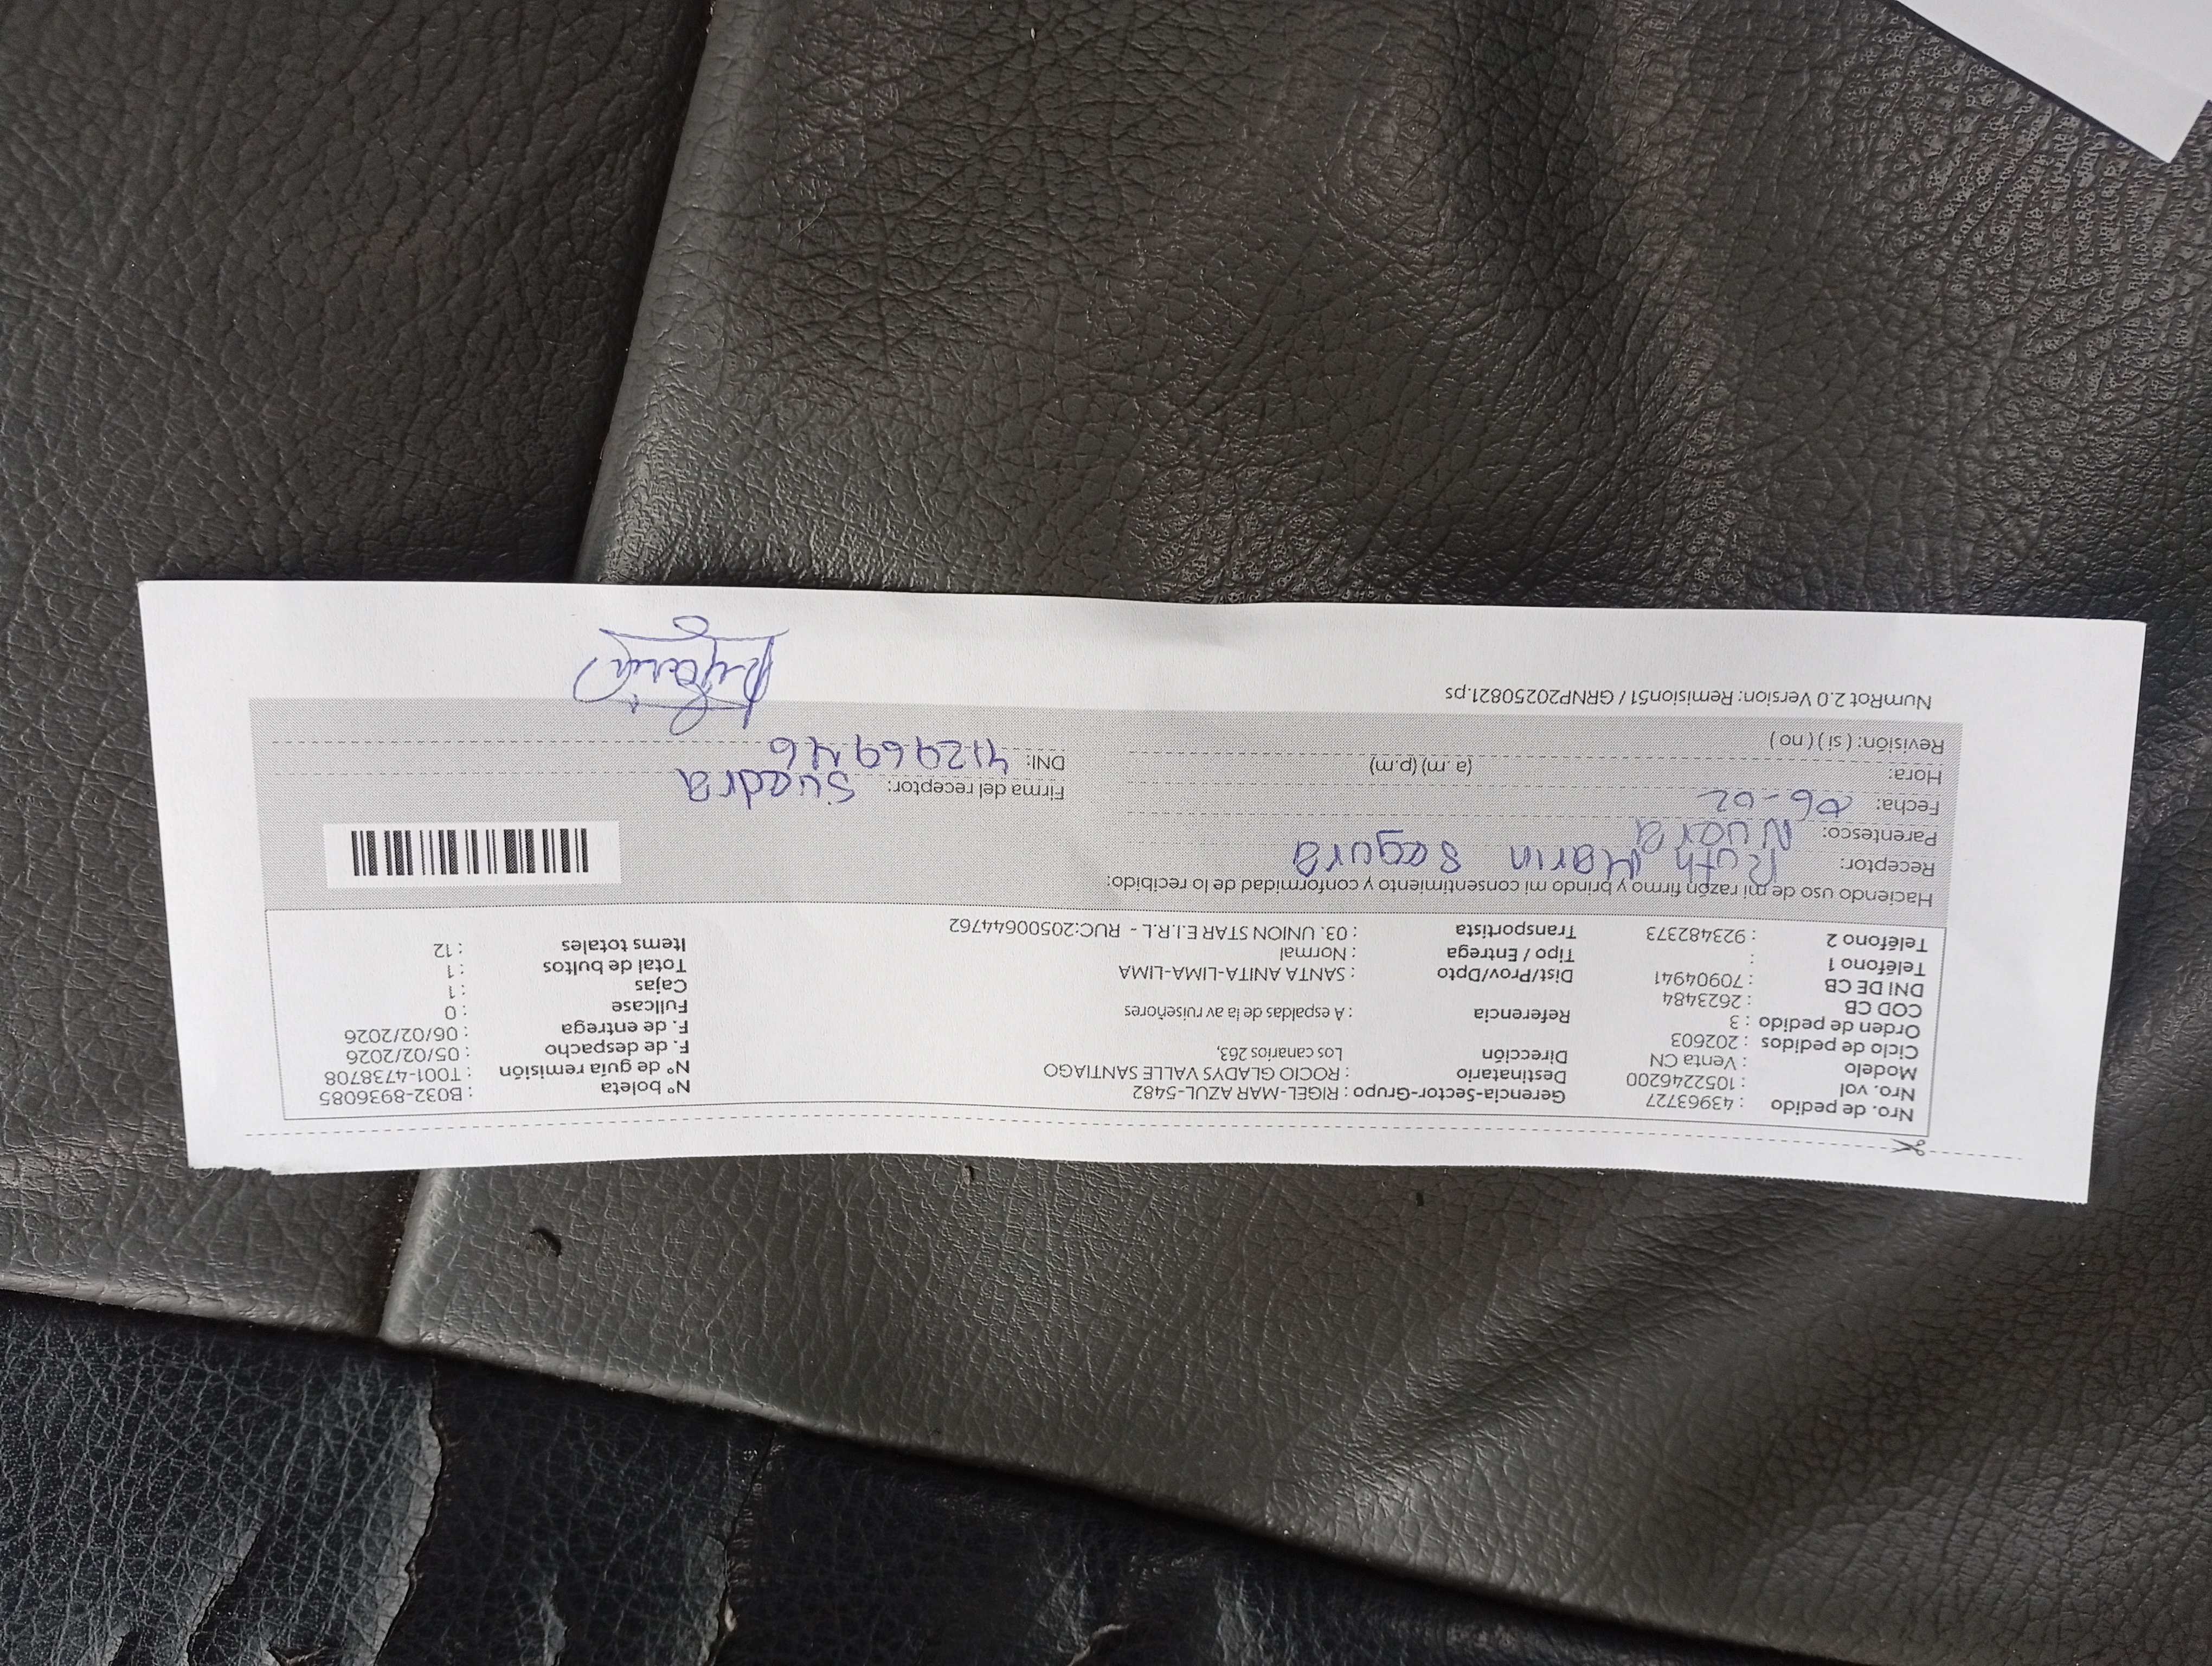 Nro. de pedido : 43963727 Gerencia-Sector-Grupo : RIGEL-MAR AZUL-5482 N° boleta : B032-8936085
Nro. vol : 1052246200 Destinatario : ROCIO GLADYS VALLE SANTIAGO N° de guía remisión : T001-4738708
Modelo : Venta CN Dirección Los canarios 263, F. de despacho : 05/02/2026
Ciclo de pedidos : 202603 F. de entrega : 06/02/2026
Orden de pedido : 3 Referencia : A espaldas de la av ruiseñores Fullcase : 0
COD CB : 2623484 Cajas : 1
DNI DE CB : 70904941 Dist/Prov/Dpto : SANTA ANITA-LIMA-LIMA Total de bultos : 1
Teléfono 1 : Tipo / Entrega : Normal Items totales : 12
Teléfono 2 : 923482373 Transportista : 03. UNION STAR E.I.R.L - RUC:20500644762
Haciendo uso de mi razón firmo y brindo mi consentimiento y conformidad de lo recibido:
Receptor: Ruth Marin Segura
Parentesco: Nuera
Fecha: 06-02 Firma del receptor: Suedra
Hora: (a.m) (p.m) DNI: 41296946
Revisión: ( si ) ( no )
NumRot 2.0 Version: Remision51 / GRNP20250821.ps